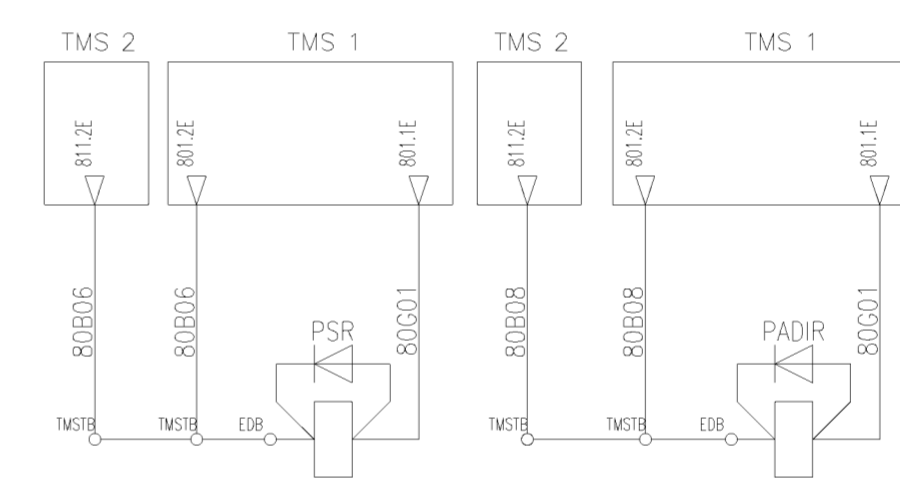 TMS 2
TMS 1
TMS 2
TMS 1
811.2E
801.2E
801.1E
811.2E
801.2E
801.1E
80B06
80B06
80G01
80B08
80B08
80G01
PSR
PADIR
TMSTB
TMSTB
EDB
TMSTB
TMSTB
EDB